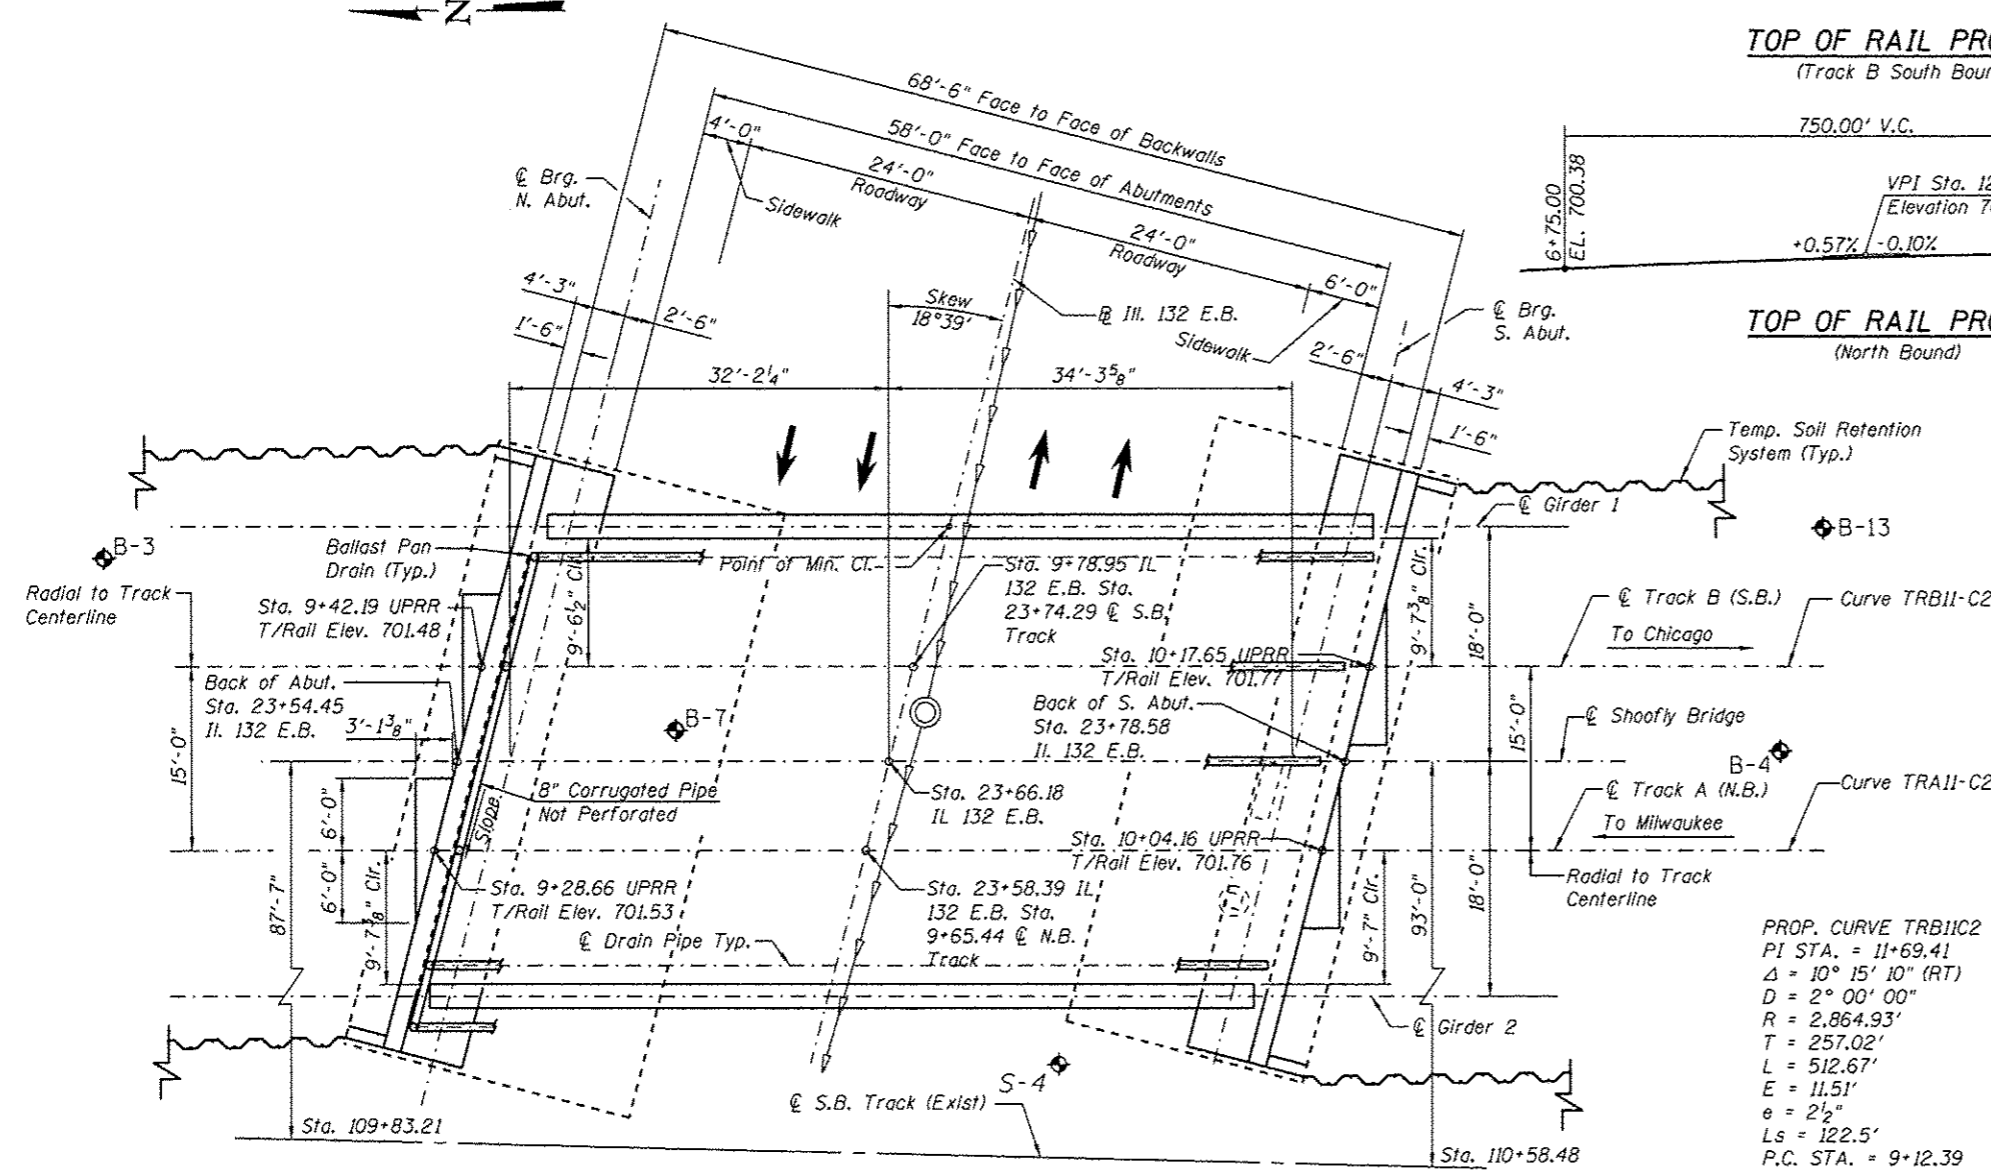 N
TOP OF RAIL PRO
(Track B South Boun
750.00' V.C.
6+75.00
EL. 700.38
VPI Sta. 12
Elevation 7
+0.57%
-0.10%
TOP OF RAIL PRO
(North Bound)
68'-6" Face to Face of Backwalls
58'-0" Face to Face of Abutments
4'-0"
24'-0"
Roadway
Sidewalk
24'-0"
Roadway
6'-0"
Sidewalk
℄ Brg.
N. Abut.
4'-3"
1'-6"
2'-6"
Skew
18°39'
Ill. 132 E.B.
℄ Brg.
S. Abut.
2'-6"
4'-3"
1'-6"
32'-2¼"
34'-3⅝"
Temp. Soil Retention
System (Typ.)
℄ Girder 1
B-3
B-13
Ballast Pan
Drain (Typ.)
Point of Min. Cl.
Radial to Track
Centerline
Sta. 9+42.19 UPRR
T/Rail Elev. 701.48
9'-6½" Clr.
Sta. 9+78.95 IL
132 E.B. Sta.
23+74.29 ℄ S.B.
Track
9'-7⅜" Clr.
18'-0"
℄ Track B (S.B.)
Curve TRB11-C2
To Chicago
Sta. 10+17.65 UPRR
T/Rail Elev. 701.77
Back of Abut.
Sta. 23+54.45
Il. 132 E.B.
3'-1⅜"
15'-0"
B-7
Back of S. Abut.
Sta. 23+78.58
Il. 132 E.B.
15'-0"
℄ Shoofly Bridge
B-4
8" Corrugated Pipe
Not Perforated
Slope
Sta. 23+66.18
IL 132 E.B.
℄ Track A (N.B.)
Curve TRA11-C2
To Milwaukee
6'-0"
6'-0"
Sta. 10+04.16 UPRR
T/Rail Elev. 701.76
87'-7"
9'-7⅜" Clr.
Sta. 9+28.66 UPRR
T/Rail Elev. 701.53
Sta. 23+58.39 IL
132 E.B. Sta.
9+65.44 ℄ N.B.
Track
Radial to Track
Centerline
℄ Drain Pipe Typ.
9'-7" Clr.
93'-0"
18'-0"
℄ Girder 2
S-4
℄ S.B. Track (Exist)
Sta. 109+83.21
Sta. 110+58.48
PROP. CURVE TRB11C2
PI STA. = 11+69.41
Δ = 10° 15' 10" (RT)
D = 2° 00' 00"
R = 2,864.93'
T = 257.02'
L = 512.67'
E = 11.51'
e = 2½"
Ls = 122.5'
P.C. STA. = 9+12.39